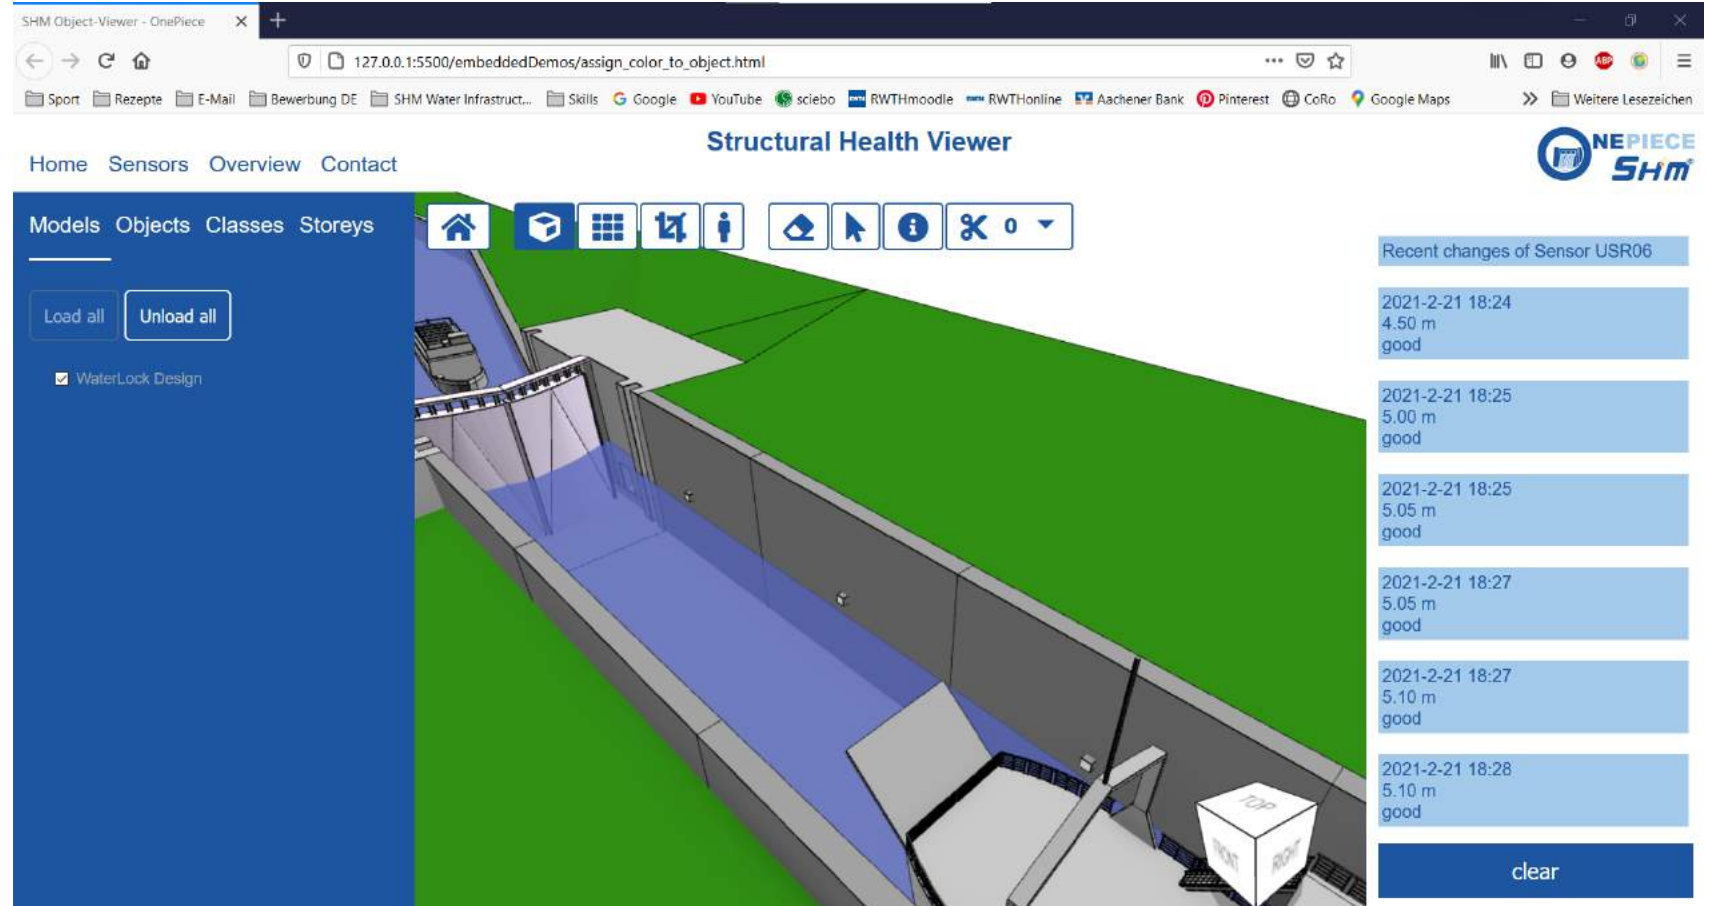 SHM Object-Viewer - OnePiece
127.0.0.1:5500/embeddedDemos/assign_color_to_object.html
Sport Rezepte E-Mail Bewerbung DE SHM Water Infrastruct... Skills Google YouTube sciebo RWTHmoodle RWTHonline Aachener Bank Pinterest CoRo Google Maps Weitere Lesezeichen
Structural Health Viewer
Home Sensors Overview Contact
NEPIECE
SHM
Models Objects Classes Storeys
0
Load all Unload all
WaterLock Design
TOP
FRONT RIGHT
Recent changes of Sensor USR06
2021-2-21 18:24
4.50 m
good
2021-2-21 18:25
5.00 m
good
2021-2-21 18:25
5.05 m
good
2021-2-21 18:27
5.05 m
good
2021-2-21 18:27
5.10 m
good
2021-2-21 18:28
5.10 m
good
clear